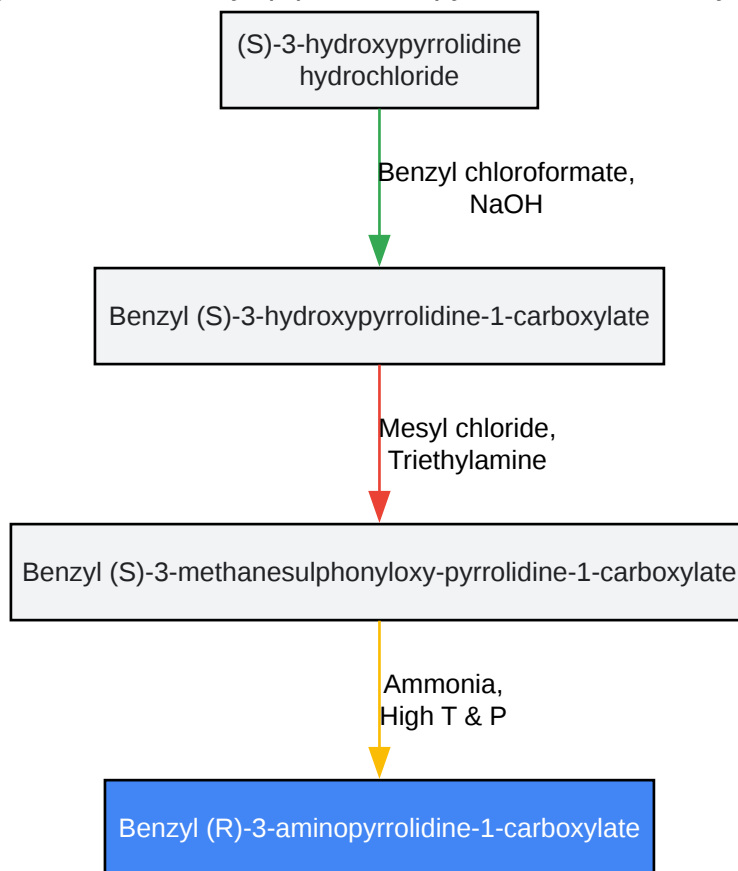 (S)-3-hydroxypyrrolidine
hydrochloride
Benzyl chloroformate,
NaOH
Benzyl (S)-3-hydroxypyrrolidine-1-carboxylate
Mesyl chloride,
Triethylamine
Benzyl (S)-3-methanesulphonyloxy-pyrrolidine-1-carboxylate
Ammonia,
High T & P
Benzyl (R)-3-aminopyrrolidine-1-carboxylate